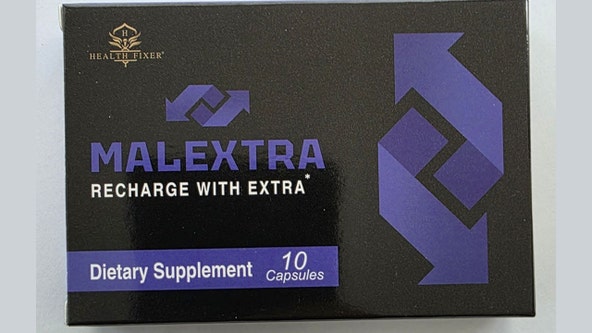 H
HEALTH FIXER®
MALEXTRA
RECHARGE WITH EXTRA*
Dietary Supplement 10 Capsules